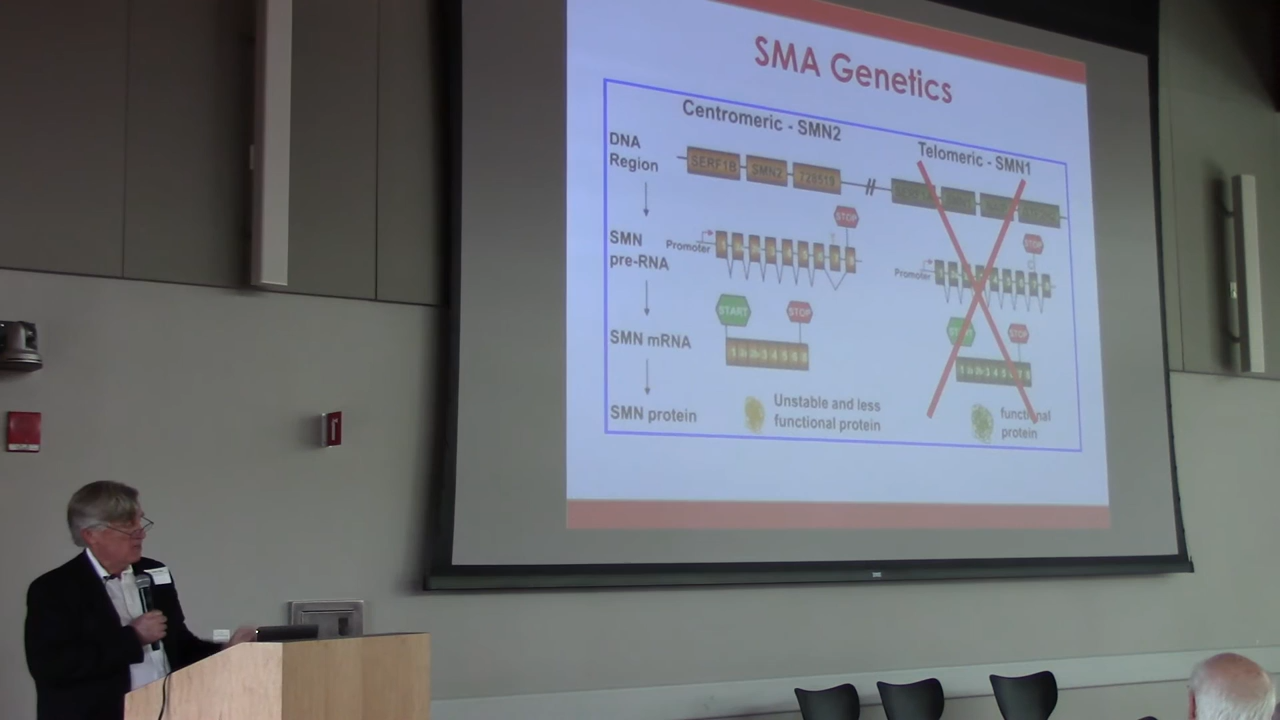 SMA Genetics
Centromeric - SMN2
Telomeric - SMN1
DNA
Region
SERF1B SMN2
STOP
STOP
SMN
pre-RNA
Promoter
Promoter
START
STOP
STOP
SMN mRNA
SMN protein
Unstable and less
functional protein
functional
protein